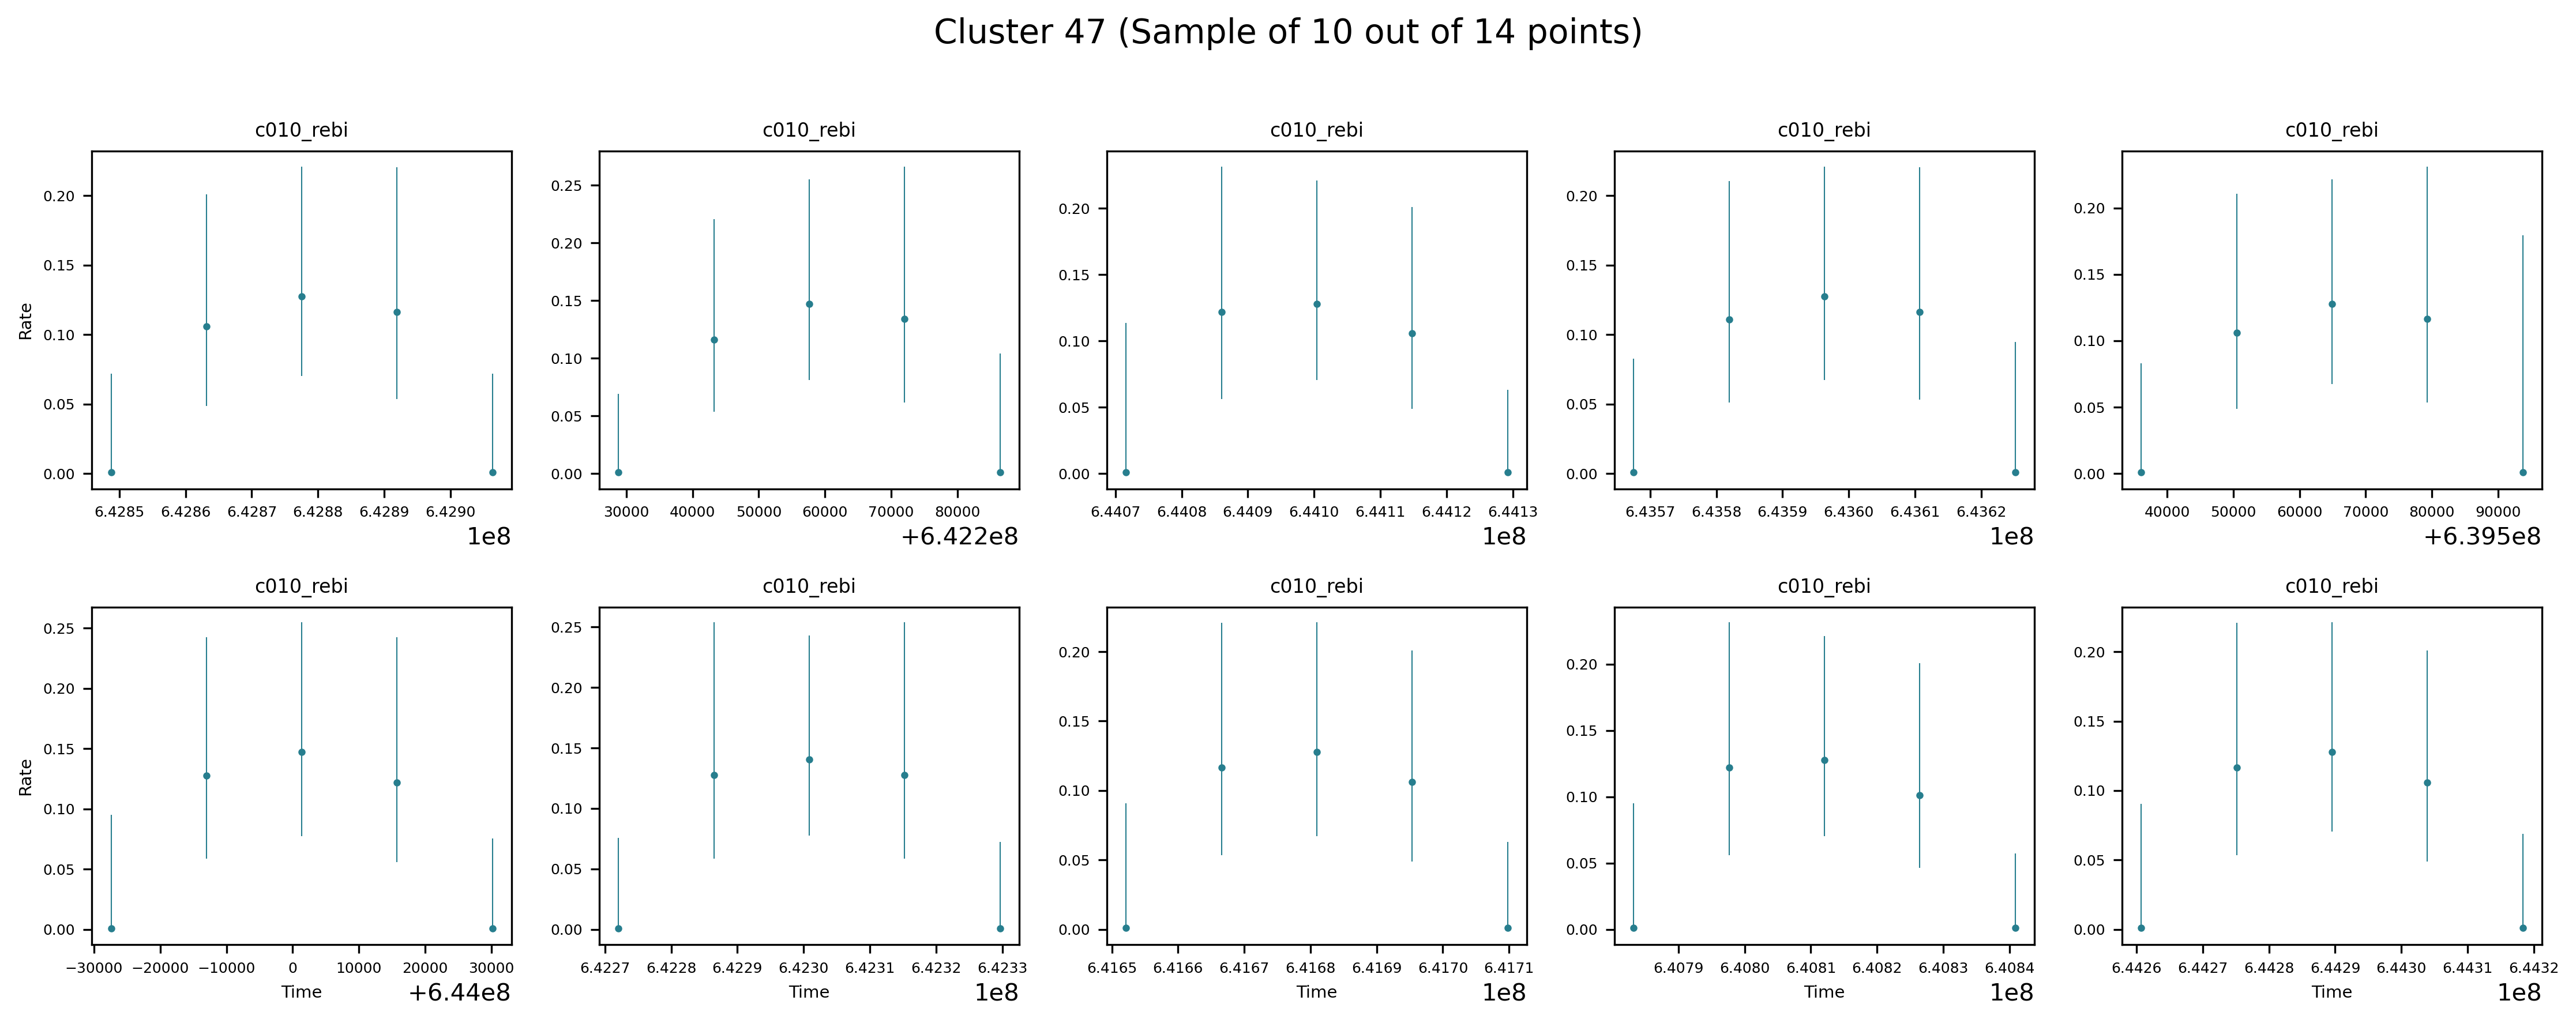 Cluster 47 (Sample of 10 out of 14 points)
c010_rebi c010_rebi c010_rebi c010_rebi c010_rebi
0.20 0.15 0.10 0.05 0.00
Rate
6.4285 6.4286 6.4287 6.4288 6.4289 6.4290
1e8
0.25 0.20 0.15 0.10 0.05 0.00
30000 40000 50000 60000 70000 80000
+6.422e8
0.20 0.15 0.10 0.05 0.00
6.4407 6.4408 6.4409 6.4410 6.4411 6.4412 6.4413
1e8
0.20 0.15 0.10 0.05 0.00
6.4357 6.4358 6.4359 6.4360 6.4361 6.4362
1e8
0.20 0.15 0.10 0.05 0.00
40000 50000 60000 70000 80000 90000
+6.395e8
c010_rebi c010_rebi c010_rebi c010_rebi c010_rebi
0.25 0.20 0.15 0.10 0.05 0.00
Rate
−30000 −20000 −10000 0 10000 20000 30000
Time
+6.44e8
0.25 0.20 0.15 0.10 0.05 0.00
6.4227 6.4228 6.4229 6.4230 6.4231 6.4232 6.4233
Time
1e8
0.20 0.15 0.10 0.05 0.00
6.4165 6.4166 6.4167 6.4168 6.4169 6.4170 6.4171
Time
1e8
0.20 0.15 0.10 0.05 0.00
6.4079 6.4080 6.4081 6.4082 6.4083 6.4084
Time
1e8
0.20 0.15 0.10 0.05 0.00
6.4426 6.4427 6.4428 6.4429 6.4430 6.4431 6.4432
Time
1e8